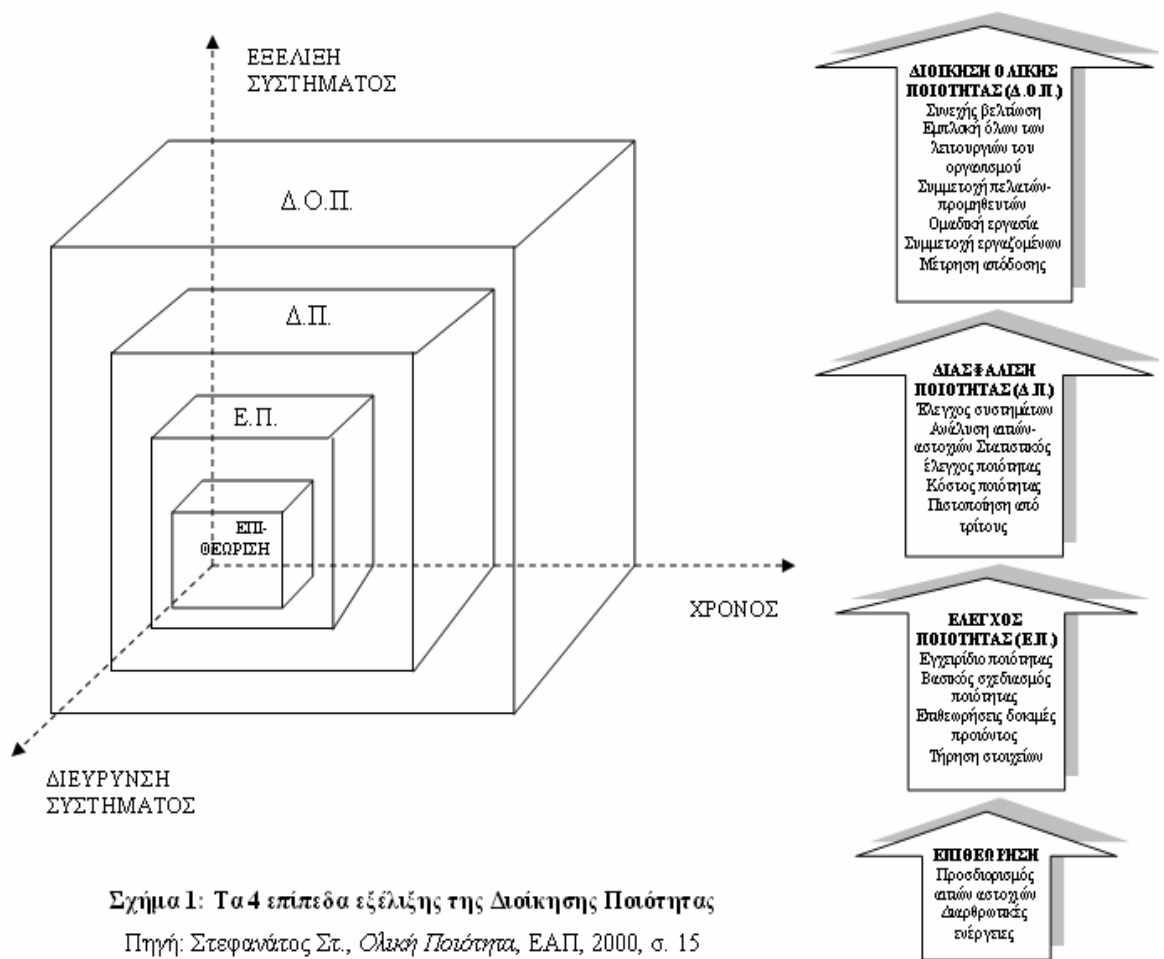 ΕΞΕΛΙΞΗ
ΣΥΣΤΗΜΑΤΟΣ
Δ.Ο.Π.
Δ.Π.
Ε.Π.
ΕΠΙ-
ΘΕΩΡΙΣΗ
ΧΡΟΝΟΣ
ΔΙΕΥΡΥΝΣΗ
ΣΥΣΤΗΜΑΤΟΣ
ΔΙΟΙΚΗΣΗ ΟΛΙΚΗΣ
ΠΟΙΟΤΗΤΑΣ (Δ.Ο.Π.)
Συνεχής βελτίωση
Εμπλοκή όλων των
λειτουργιών του
οργανισμού
Συμμετοχή πελατών-
προμηθευτών
Ομαδική εργασία
Συμμετοχή εργαζομένων
Μέτρηση απόδοσης
ΔΙΑΣΦΑΛΙΣΗ
ΠΟΙΟΤΗΤΑΣ (Δ.Π.)
Έλεγχος συστημάτων
Ανάλυση αιτιών-
αστοχιών Στατιστικός
έλεγχος ποιότητας
Κόστος ποιότητας
Πιστοποίηση από
τρίτους
ΕΛΕΓΧΟΣ
ΠΟΙΟΤΗΤΑΣ (Ε.Π.)
Εγχειρίδιο ποιότητας
Βασικός σχεδιασμός
ποιότητας
Επιθεωρήσεις δοκιμές
προιόντος
Τήρηση στοιχείων
ΕΠΙΘΕΩΡΗΣΗ
Προσδιορισμός
αιτιών αστοχιών
Διαρθρωτικές
ενέργειες
Σχήμα 1: Τα 4 επίπεδα εξέλιξης της Διοίκησης Ποιότητας
Πηγή: Στεφανάτος Στ., Ολική Ποιότητα, ΕΑΠ, 2000, σ. 15